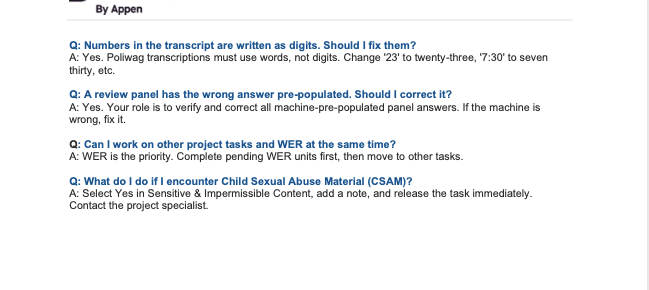 By Appen
Q: Numbers in the transcript are written as digits. Should I fix them?
A: Yes. Poliwag transcriptions must use words, not digits. Change '23' to twenty-three, '7:30' to seven
thirty, etc.
Q: A review panel has the wrong answer pre-populated. Should I correct it?
A: Yes. Your role is to verify and correct all machine-pre-populated panel answers. If the machine is
wrong, fix it.
Q: Can I work on other project tasks and WER at the same time?
A: WER is the priority. Complete pending WER units first, then move to other tasks.
Q: What do I do if I encounter Child Sexual Abuse Material (CSAM)?
A: Select Yes in Sensitive & Impermissible Content, add a note, and release the task immediately.
Contact the project specialist.